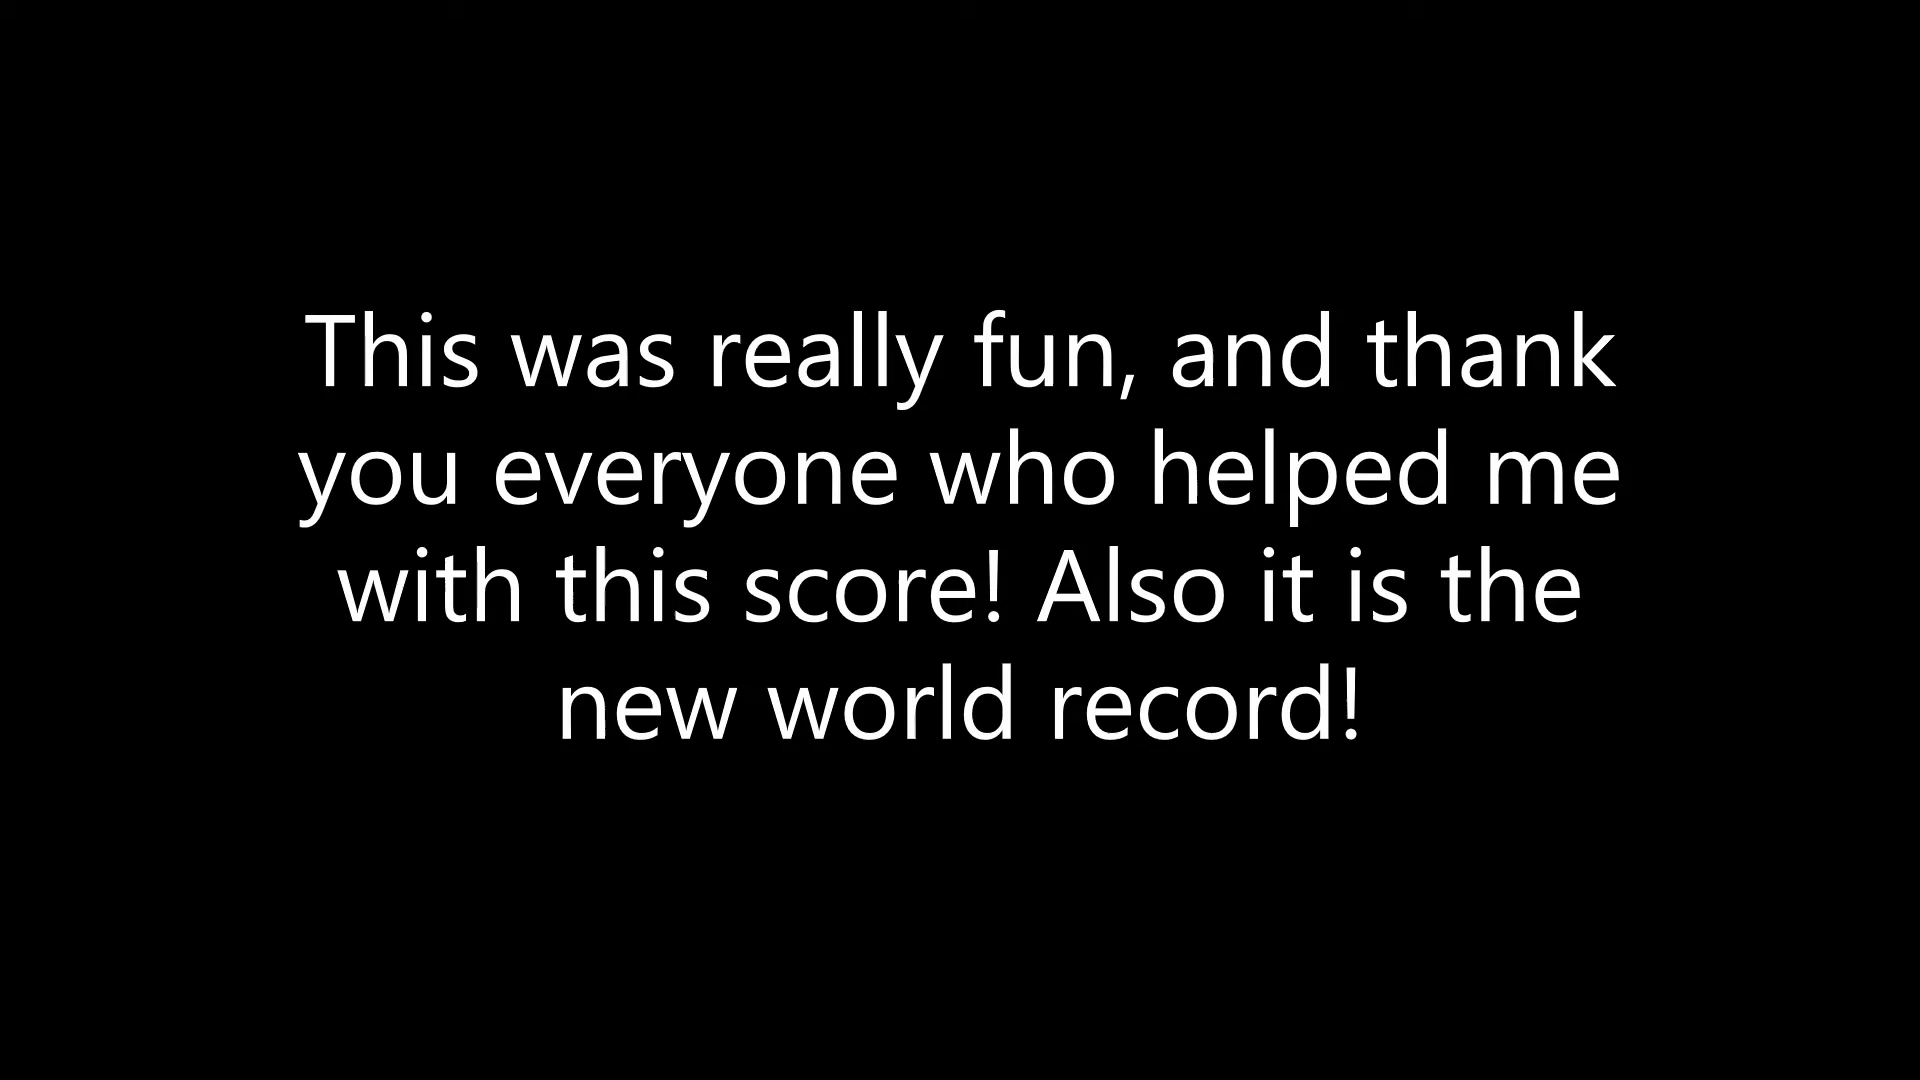 This was really fun, and thank
you everyone who helped me
with this score! Also it is the
new world record!